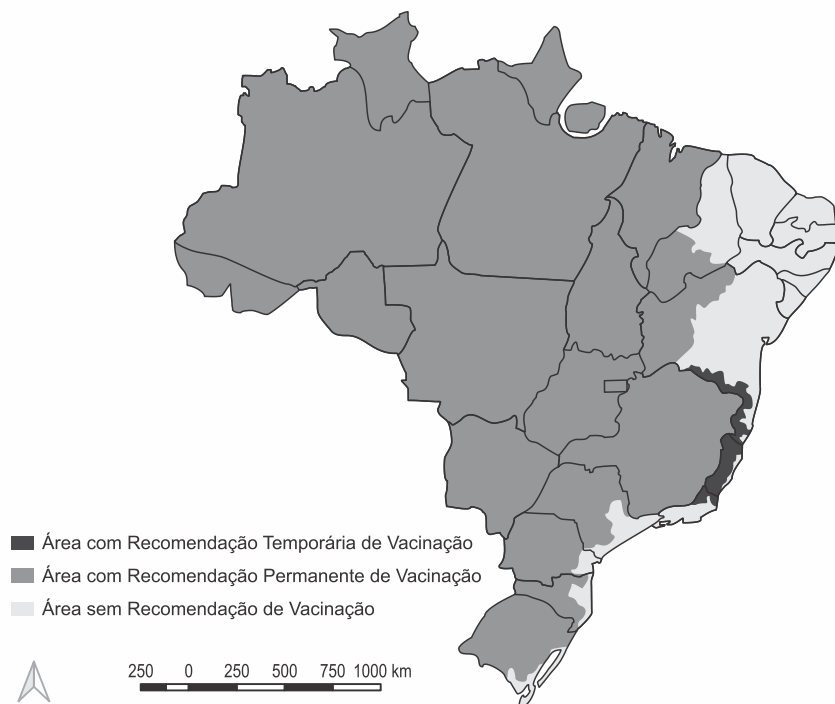 Área com Recomendação Temporária de Vacinação
Área com Recomendação Permanente de Vacinação
Área sem Recomendação de Vacinação
250 0 250 500 750 1000 km